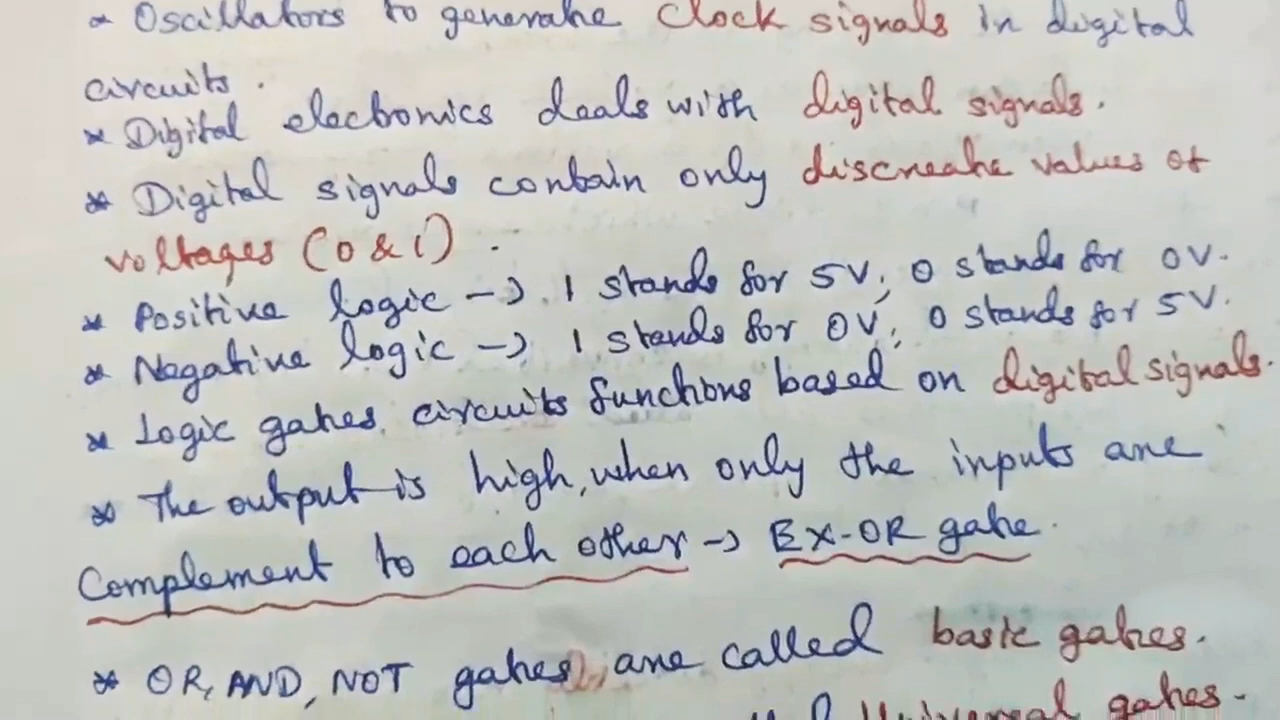 * Oscillators to generate clock signals in digital
circuits.
* Digital electronics deals with digital signals.
* Digital signals contain only discreate values of
voltages (0 & 1).
* Positive logic → 1 stands for 5V; 0 stands for 0V.
* Negative logic → 1 stands for 0V; 0 stands for 5V.
* Logic gates circuits functions based on digital signals.
* The output is high, when only the inputs are
Complement to each other → EX-OR gate.
* OR, AND, NOT gates, are called basic gates.
Universal gates.